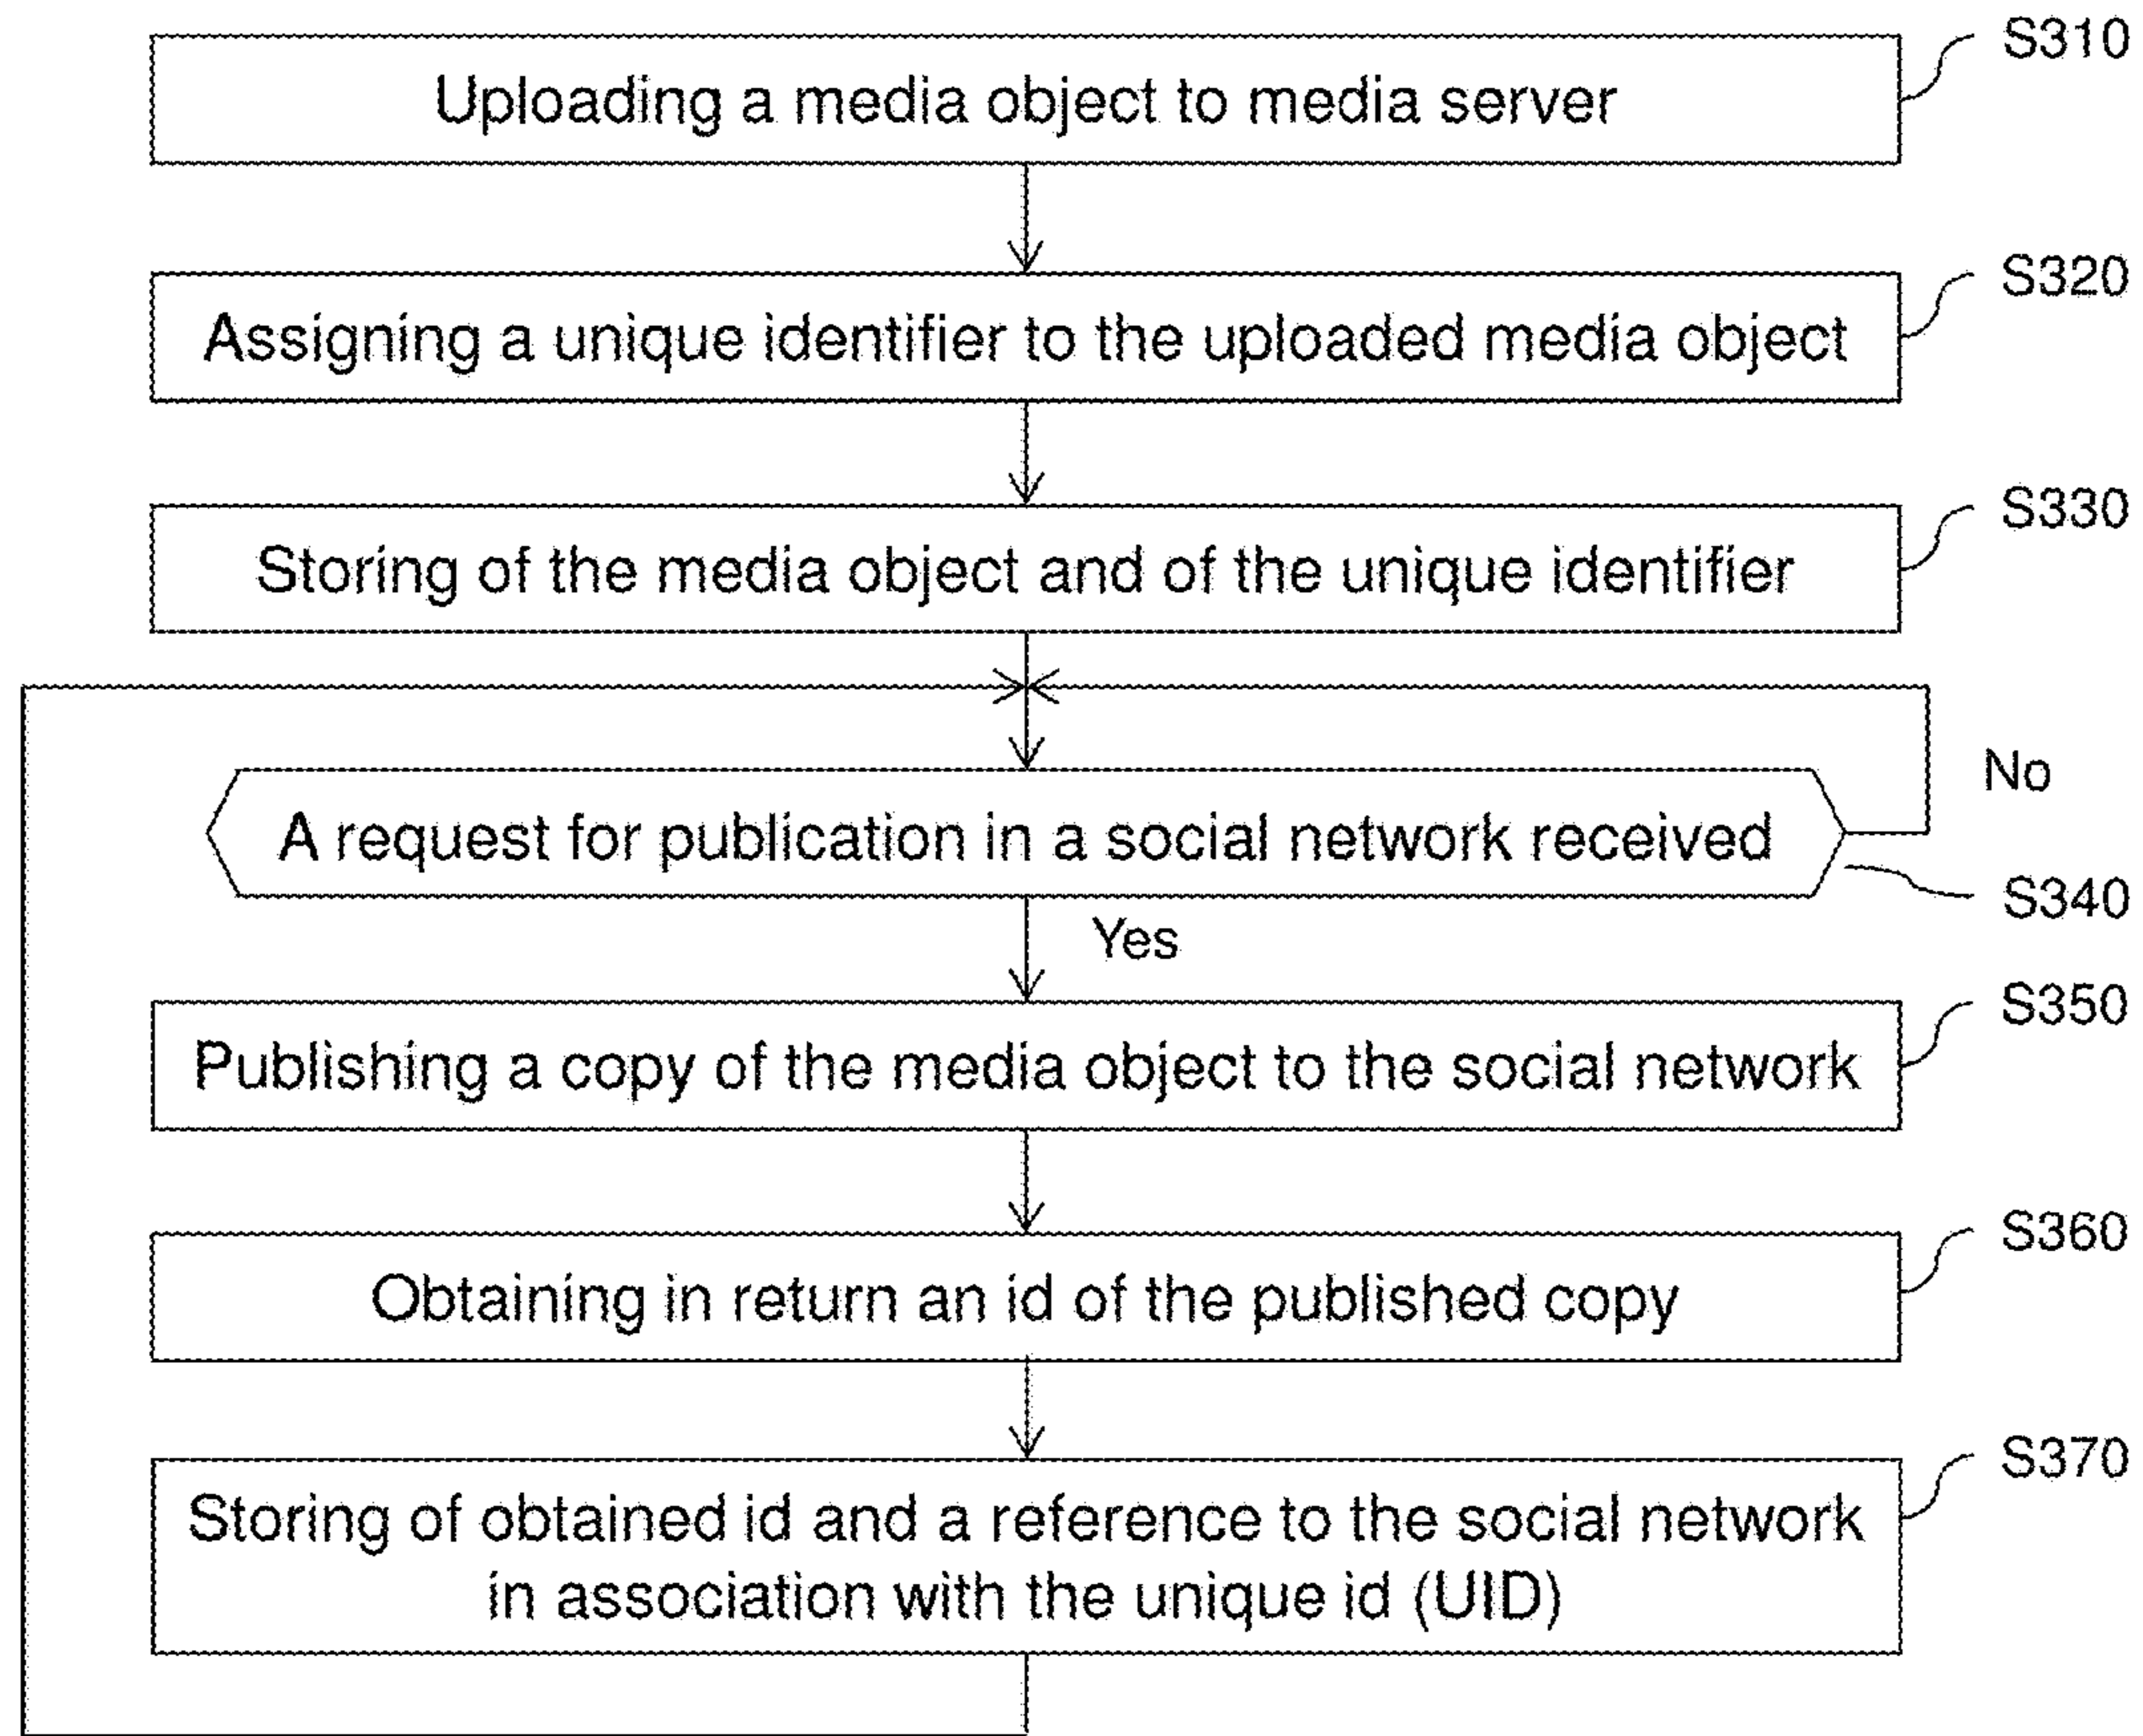 S310
Uploading a media object to media server
S320
Assigning a unique identifier to the uploaded media object
S330
Storing of the media object and of the unique identifier
No
A request for publication in a social network received
S340
Yes
S350
Publishing a copy of the media object to the social network
S360
Obtaining in return an id of the published copy
S370
Storing of obtained id and a reference to the social network
in association with the unique id (UID)